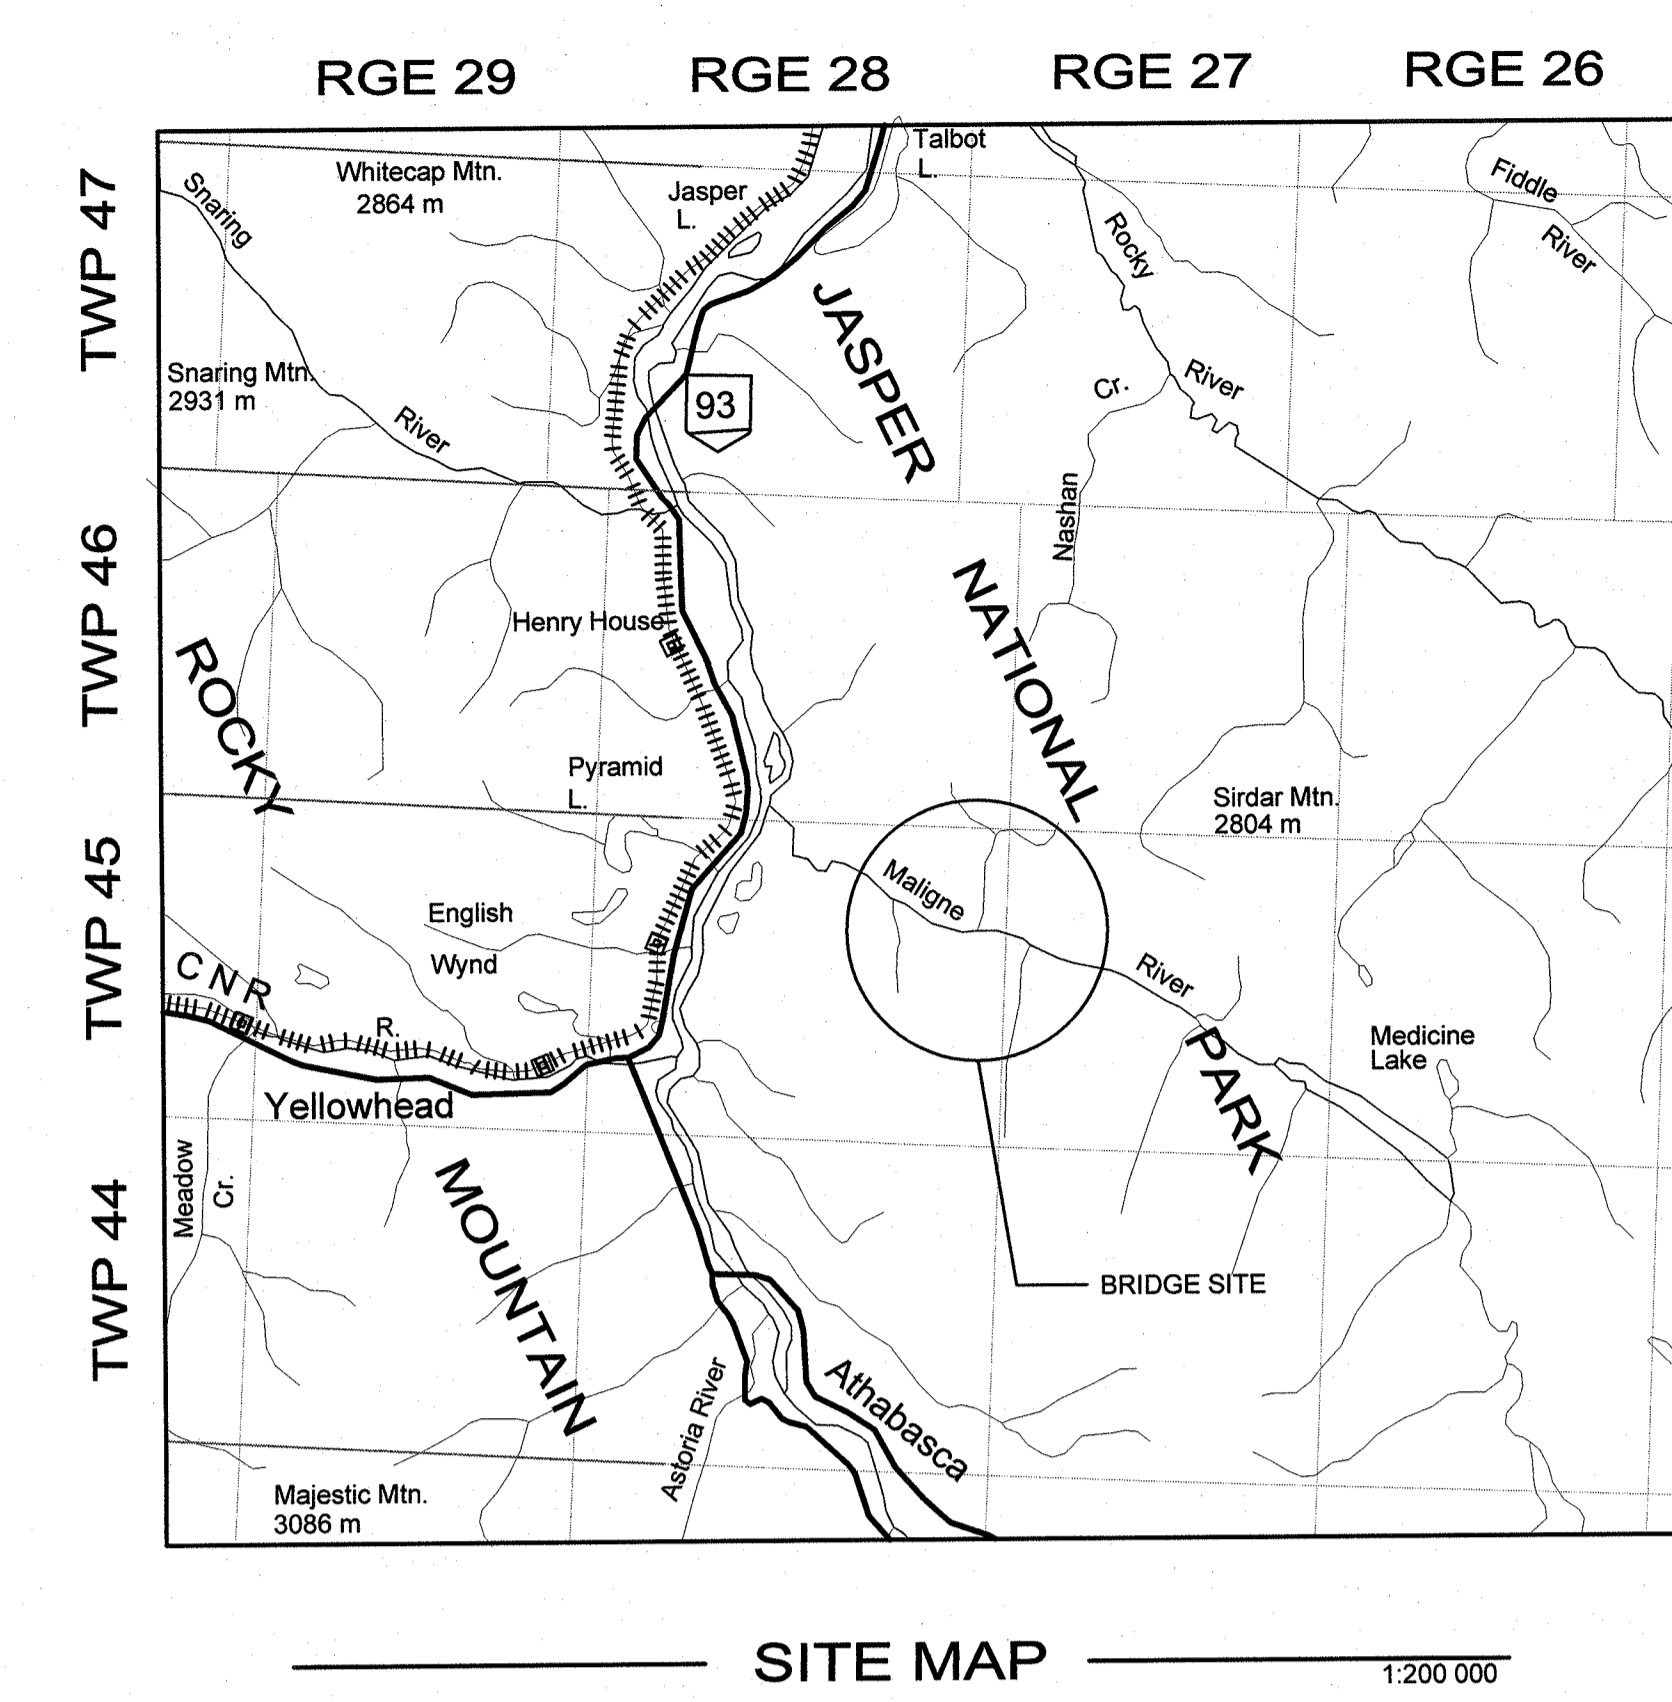 RGE 29 RGE 28 RGE 27 RGE 26
TWP 47
TWP 46
TWP 45
TWP 44
Talbot
L.
Whitecap Mtn.
2864 m
Snaring
Jasper
L.
Fiddle
River
Rocky
River
Snaring Mtn.
2931 m
River
93
Cr.
Nashan
JASPER
NATIONAL
PARK
Henry House
ROCKY
MOUNTAIN
Pyramid
L.
Sirdar Mtn.
2804 m
Maligne
River
English
Wynd
CNR
R.
Yellowhead
Medicine
Lake
Meadow
Cr.
BRIDGE SITE
Athabasca
Astoria River
Majestic Mtn.
3086 m
SITE MAP
1:200 000